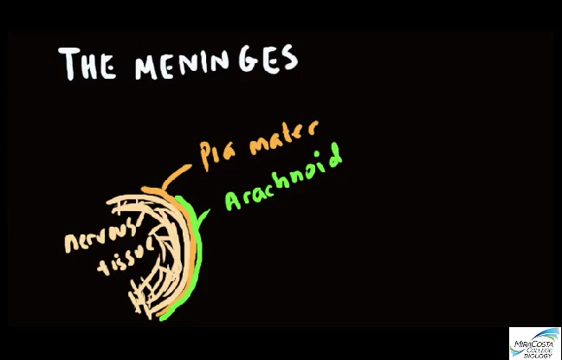 THE MENINGES
Pia mater
Arachnoid
nervous
tissue
MIRACOSTA
COLLEGE
BIOLOGY